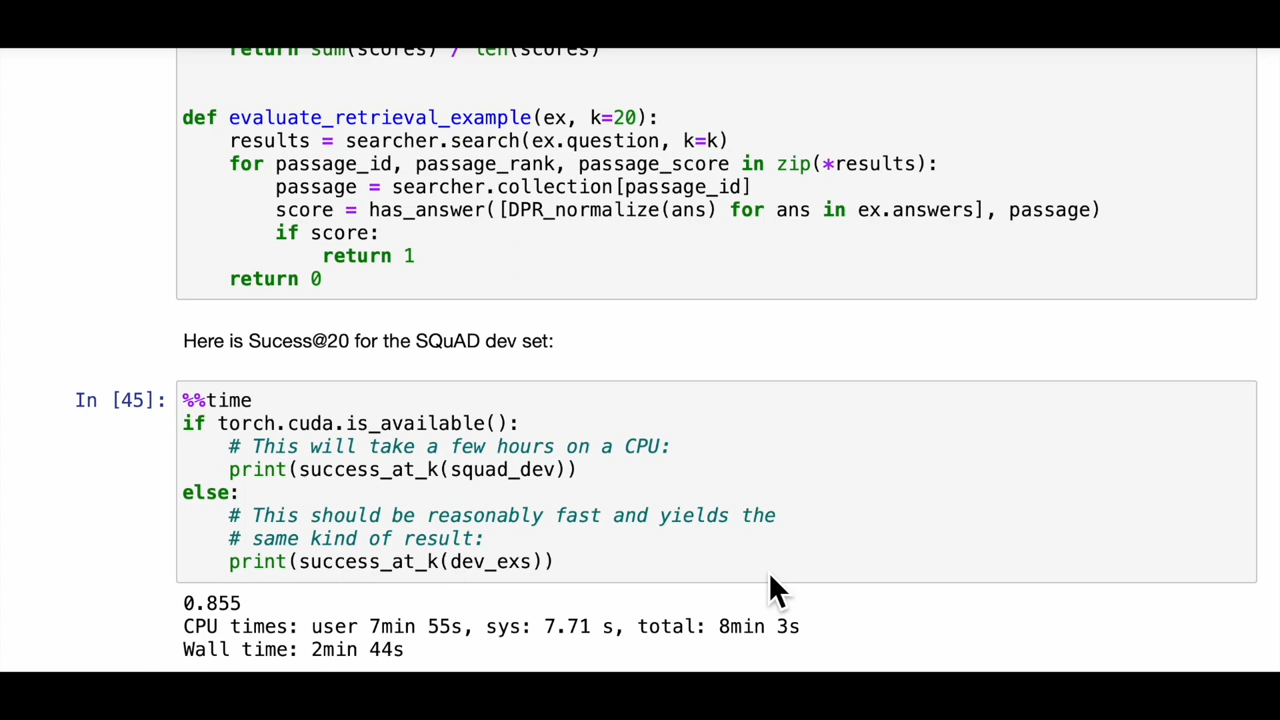 return sum(scores) / len(scores)
def evaluate_retrieval_example(ex, k=20):
results = searcher.search(ex.question, k=k)
for passage_id, passage_rank, passage_score in zip(*results):
passage = searcher.collection[passage_id]
score = has_answer([DPR_normalize(ans) for ans in ex.answers], passage)
if score:
return 1
return 0
Here is Sucess@20 for the SQuAD dev set:
In [45]: %%time
if torch.cuda.is_available():
# This will take a few hours on a CPU:
print(success_at_k(squad_dev))
else:
# This should be reasonably fast and yields the
# same kind of result:
print(success_at_k(dev_exs))
0.855
CPU times: user 7min 55s, sys: 7.71 s, total: 8min 3s
Wall time: 2min 44s